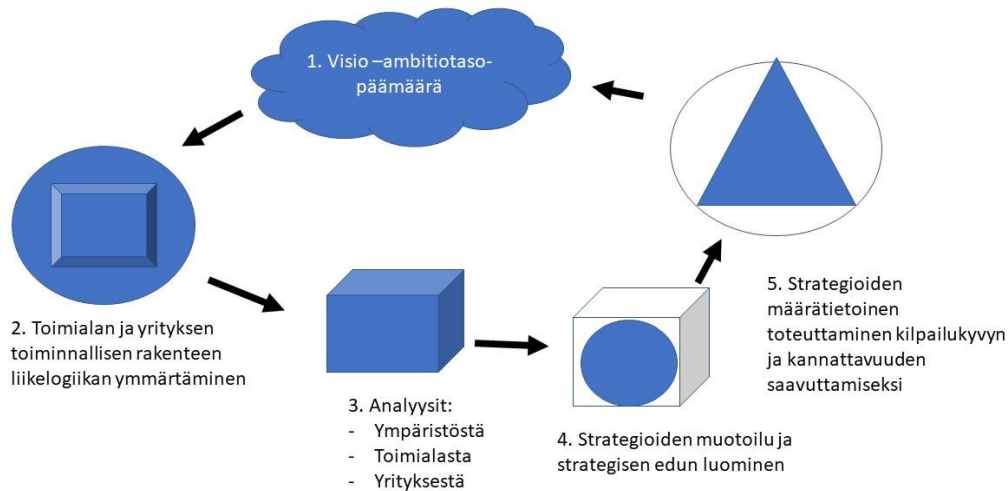 1. Visio –ambitiotaso-
päämäärä
2. Toimialan ja yrityksen
toiminnallisen rakenteen
liikelogiikan ymmärtäminen
3. Analyysit:
- Ympäristöstä
- Toimialasta
- Yrityksestä
4. Strategioiden muotoilu ja
strategisen edun luominen
5. Strategioiden
määrätietoinen
toteuttaminen kilpailukyvyn
ja kannattavuuden
saavuttamiseksi